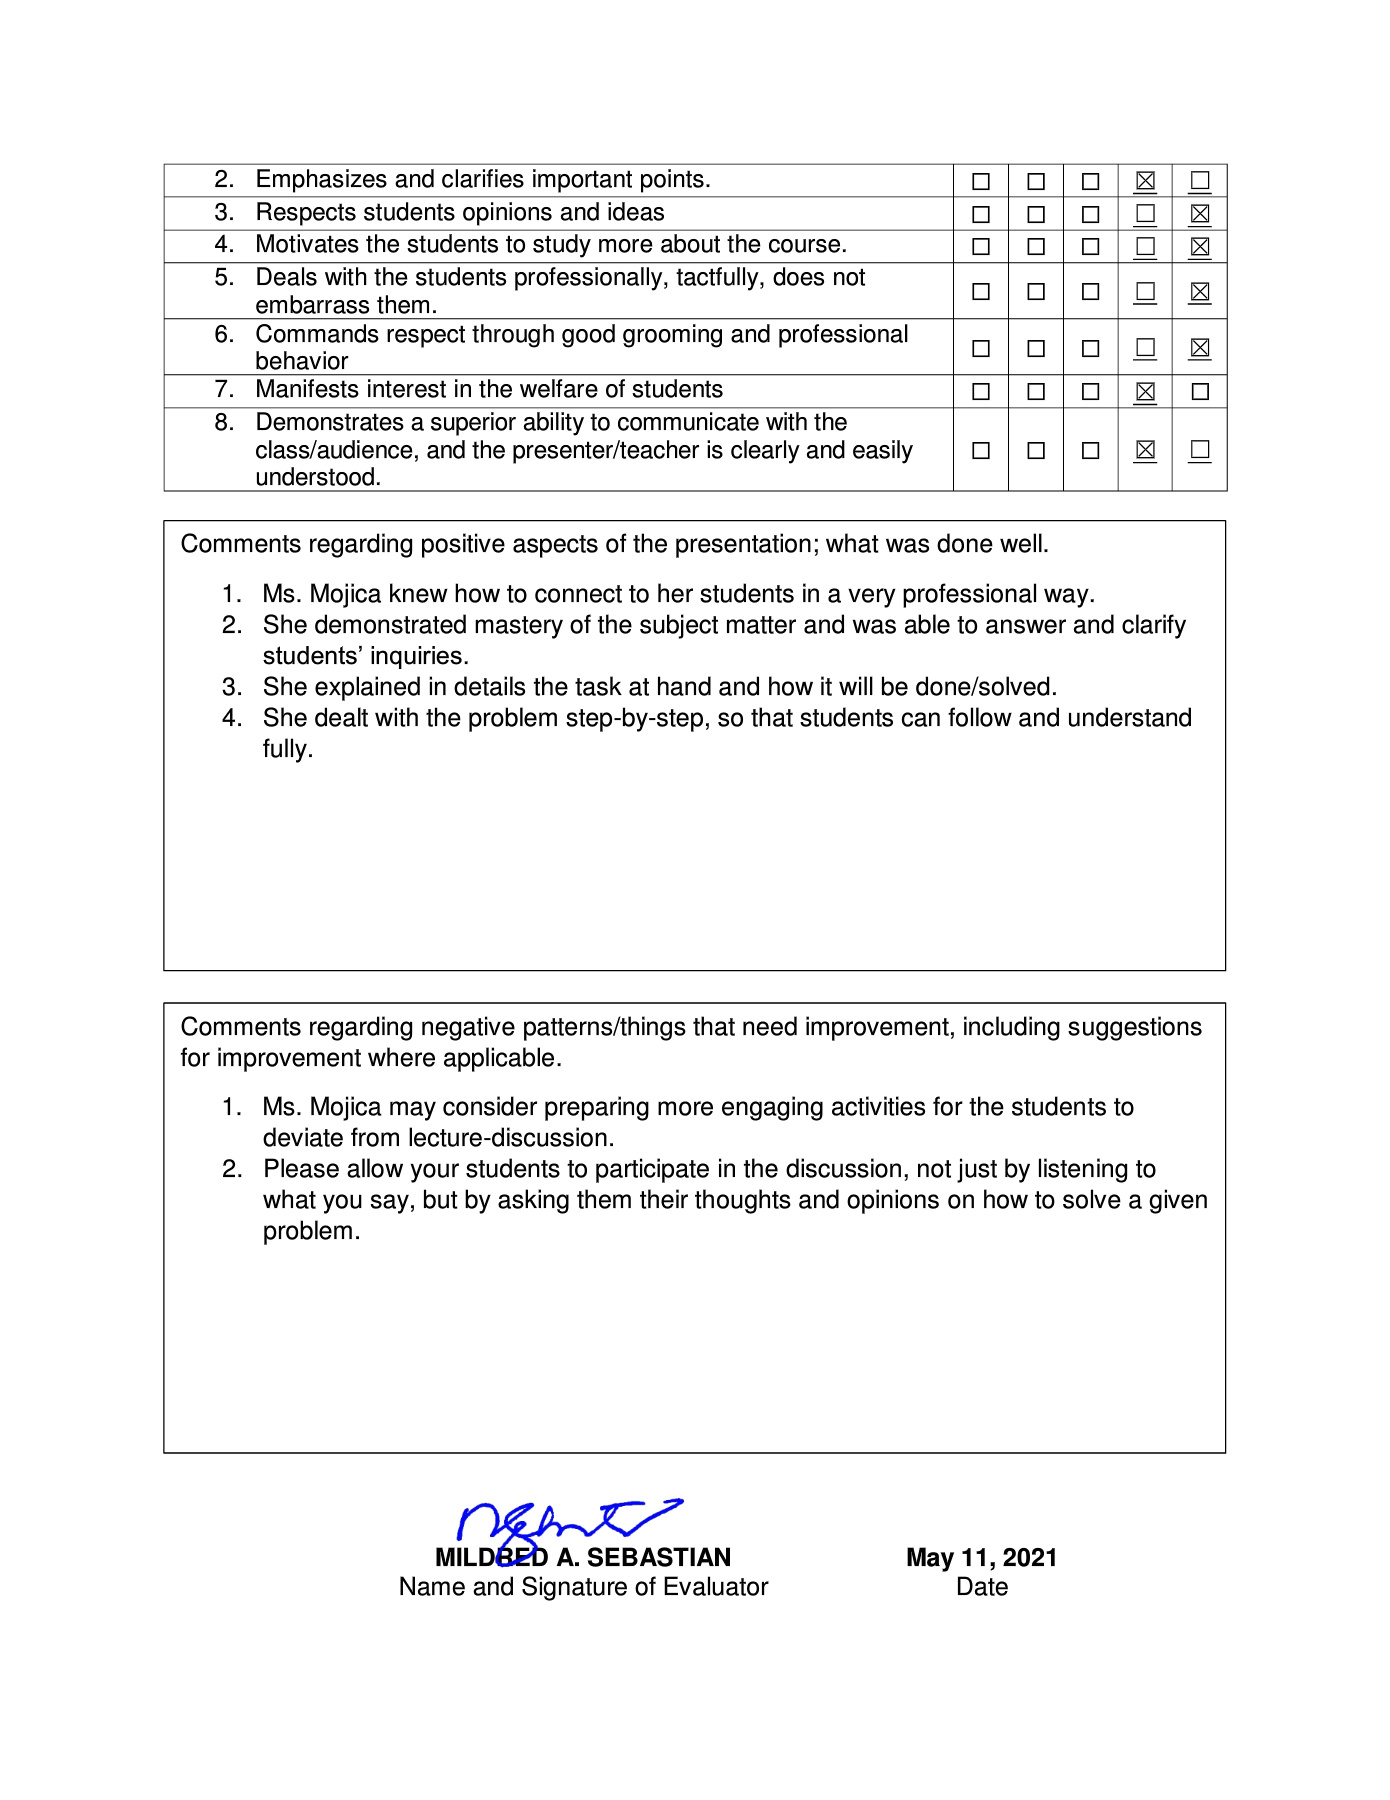 2. Emphasizes and clarifies important points. ☐ ☐ ☐ ☒ ☐
3. Respects students opinions and ideas ☐ ☐ ☐ ☐ ☒
4. Motivates the students to study more about the course. ☐ ☐ ☐ ☐ ☒
5. Deals with the students professionally, tactfully, does not
embarrass them. ☐ ☐ ☐ ☐ ☒
6. Commands respect through good grooming and professional
behavior ☐ ☐ ☐ ☐ ☒
7. Manifests interest in the welfare of students ☐ ☐ ☐ ☒ ☐
8. Demonstrates a superior ability to communicate with the
class/audience, and the presenter/teacher is clearly and easily ☐ ☐ ☐ ☒ ☐
understood.
Comments regarding positive aspects of the presentation; what was done well.
1. Ms. Mojica knew how to connect to her students in a very professional way.
2. She demonstrated mastery of the subject matter and was able to answer and clarify
students’ inquiries.
3. She explained in details the task at hand and how it will be done/solved.
4. She dealt with the problem step-by-step, so that students can follow and understand
fully.
Comments regarding negative patterns/things that need improvement, including suggestions
for improvement where applicable.
1. Ms. Mojica may consider preparing more engaging activities for the students to
deviate from lecture-discussion.
2. Please allow your students to participate in the discussion, not just by listening to
what you say, but by asking them their thoughts and opinions on how to solve a given
problem.
MILDRED A. SEBASTIAN May 11, 2021
Name and Signature of Evaluator Date